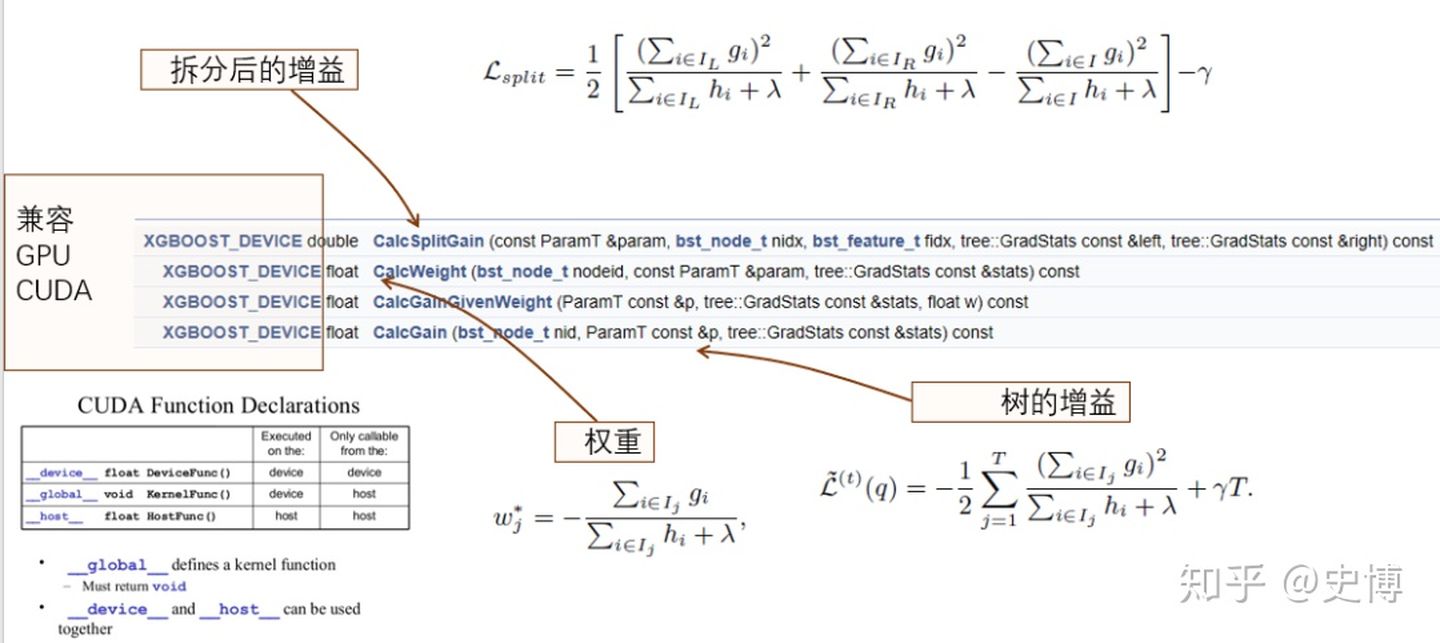 拆分后的增益
$\mathcal{L}_{split} = \frac{1}{2} \left[ \frac{(\sum_{i \in I_L} g_i)^2}{\sum_{i \in I_L} h_i + \lambda} + \frac{(\sum_{i \in I_R} g_i)^2}{\sum_{i \in I_R} h_i + \lambda} - \frac{(\sum_{i \in I} g_i)^2}{\sum_{i \in I} h_i + \lambda} \right] - \gamma$
兼容
GPU
CUDA
XGBOOST_DEVICE double CalcSplitGain (const ParamT &param, bst_node_t nidx, bst_feature_t fidx, tree::GradStats const &left, tree::GradStats const &right) const
XGBOOST_DEVICE float CalcWeight (bst_node_t nodeid, const ParamT &param, tree::GradStats const &stats) const
XGBOOST_DEVICE float CalcGainGivenWeight (ParamT const &p, tree::GradStats const &stats, float w) const
XGBOOST_DEVICE float CalcGain (bst_node_t nid, ParamT const &p, tree::GradStats const &stats) const
树的增益
权重
$w_j^* = -\frac{\sum_{i \in I_j} g_i}{\sum_{i \in I_j} h_i + \lambda},$
$\tilde{\mathcal{L}}^{(t)}(q) = -\frac{1}{2} \sum_{j=1}^{T} \frac{(\sum_{i \in I_j} g_i)^2}{\sum_{i \in I_j} h_i + \lambda} + \gamma T.$
CUDA Function Declarations
Executed on the: Only callable from the:
__device__ float DeviceFunc() device device
__global__ void KernelFunc() device host
__host__ float HostFunc() host host
• __global__ defines a kernel function
– Must return void
• __device__ and __host__ can be used
together
知乎 @史博